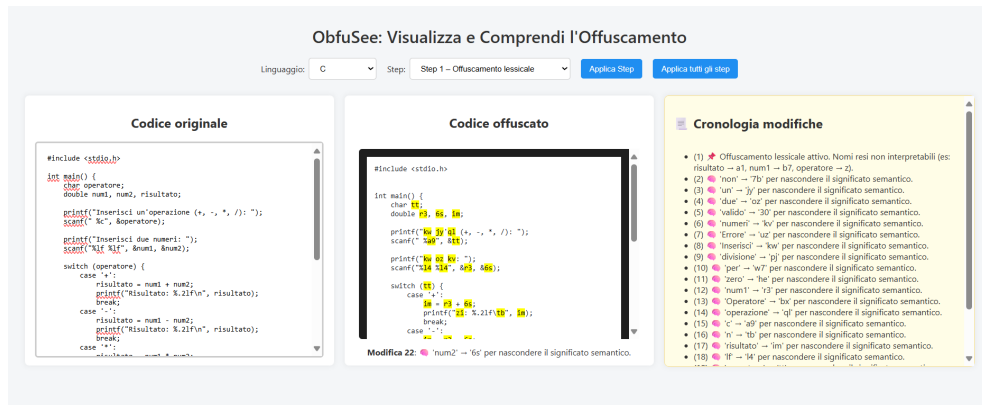 ObfuSee: Visualizza e Comprendi l'Offuscamento
Linguaggio: C Step: Step 1 – Offuscamento lessicale Applica Step Applica tutti gli step
Codice originale
#include <stdio.h>
int main() {
char operatore;
double num1, num2, risultato;
printf("Inserisci un'operazione (+, -, *, /): ");
scanf(" %c", &operatore);
printf("Inserisci due numeri: ");
scanf("%lf %lf", &num1, &num2);
switch (operatore) {
case '+':
risultato = num1 + num2;
printf("Risultato: %.2lf\n", risultato);
break;
case '-':
risultato = num1 - num2;
printf("Risultato: %.2lf\n", risultato);
break;
case '*':
risultato = num1 * num2;
Codice offuscato
#include <stdio.h>
int main() {
char tt;
double r3, 6s, im;
printf("kw jy'ql (+, -, *, /): ");
scanf(" %a9", &tt);
printf("kw oz kv: ");
scanf("%l4 %l4", &r3, &6s);
switch (tt) {
case '+':
im = r3 + 6s;
printf("zi: %.2lf\tb", im);
break;
case '-':
Modifica 22: 'num2' → '6s' per nascondere il significato semantico.
Cronologia modifiche
(1) Offuscamento lessicale attivo. Nomi resi non interpretabili (es:
risultato → a1, num1 → b7, operatore → z).
(2) 'non' → '7b' per nascondere il significato semantico.
(3) 'un' → 'jy' per nascondere il significato semantico.
(4) 'due' → 'oz' per nascondere il significato semantico.
(5) 'valido' → '30' per nascondere il significato semantico.
(6) 'numeri' → 'kv' per nascondere il significato semantico.
(7) 'Errore' → 'uz' per nascondere il significato semantico.
(8) 'Inserisci' → 'kw' per nascondere il significato semantico.
(9) 'divisione' → 'pj' per nascondere il significato semantico.
(10) 'per' → 'w7' per nascondere il significato semantico.
(11) 'zero' → 'he' per nascondere il significato semantico.
(12) 'num1' → 'r3' per nascondere il significato semantico.
(13) 'Operatore' → 'bx' per nascondere il significato semantico.
(14) 'operazione' → 'ql' per nascondere il significato semantico.
(15) 'c' → 'a9' per nascondere il significato semantico.
(16) 'n' → 'tb' per nascondere il significato semantico.
(17) 'risultato' → 'im' per nascondere il significato semantico.
(18) 'lf' → 'l4' per nascondere il significato semantico.